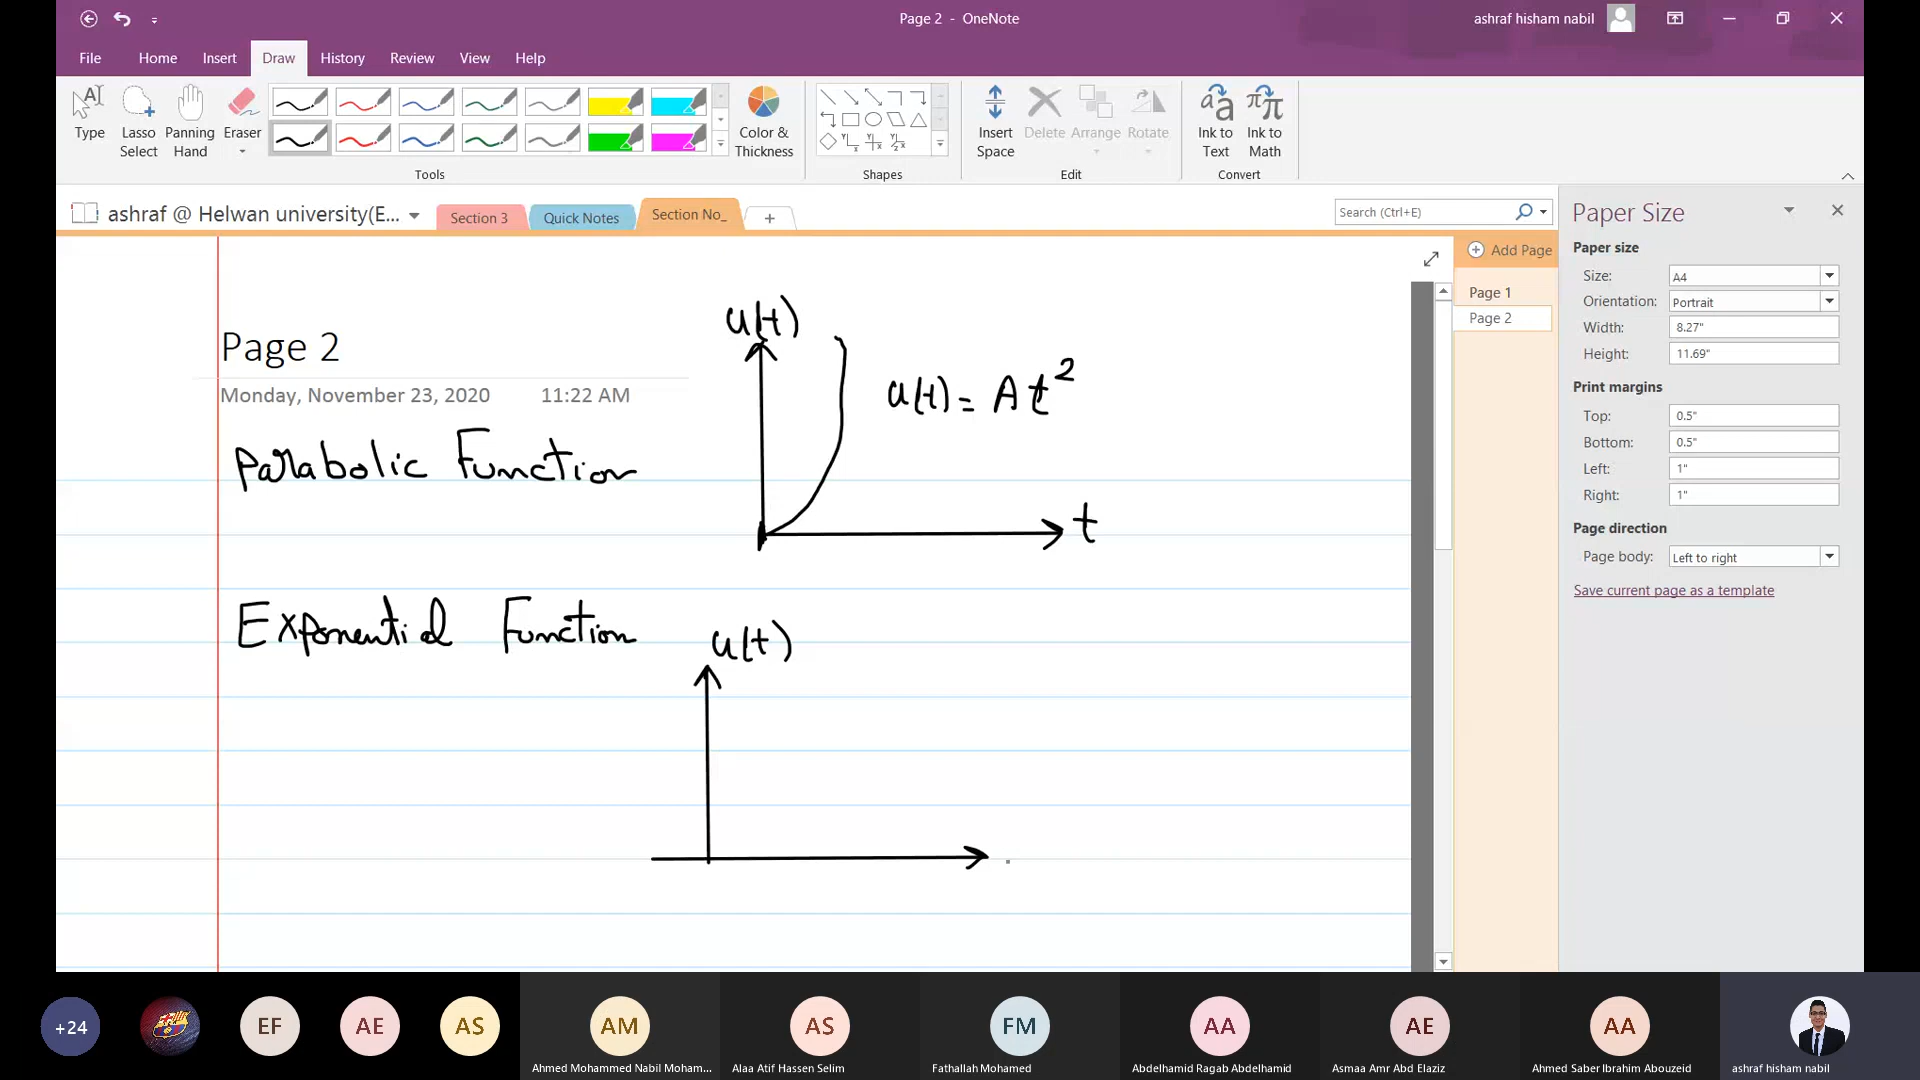 Page 2 - OneNote
ashraf hisham nabil
File Home Insert Draw History Review View Help
Type
Lasso Select
Panning Hand
Eraser
Color & Thickness
Insert Space
Delete
Arrange
Rotate
Ink to Text
Ink to Math
Tools Shapes Edit Convert
ashraf @ Helwan university(E...
Section 3
Quick Notes
Section No_
+
Search (Ctrl+E)
Add Page
Page 1
Page 2
Page 2
Monday, November 23, 2020 11:22 AM
Parabolic Function
u(t)
u(t) = At²
t
Exponential Function
u(t)
Paper Size
Paper size
Size: A4
Orientation: Portrait
Width: 8.27"
Height: 11.69"
Print margins
Top: 0.5"
Bottom: 0.5"
Left: 1"
Right: 1"
Page direction
Page body: Left to right
Save current page as a template
+24
EF
AE
AS
AM
Ahmed Mohammed Nabil Moham...
AS
Alaa Atif Hassen Selim
FM
Fathallah Mohamed
AA
Abdelhamid Ragab Abdelhamid
AE
Asmaa Amr Abd Elaziz
AA
Ahmed Saber Ibrahim Abouzeid
ashraf hisham nabil